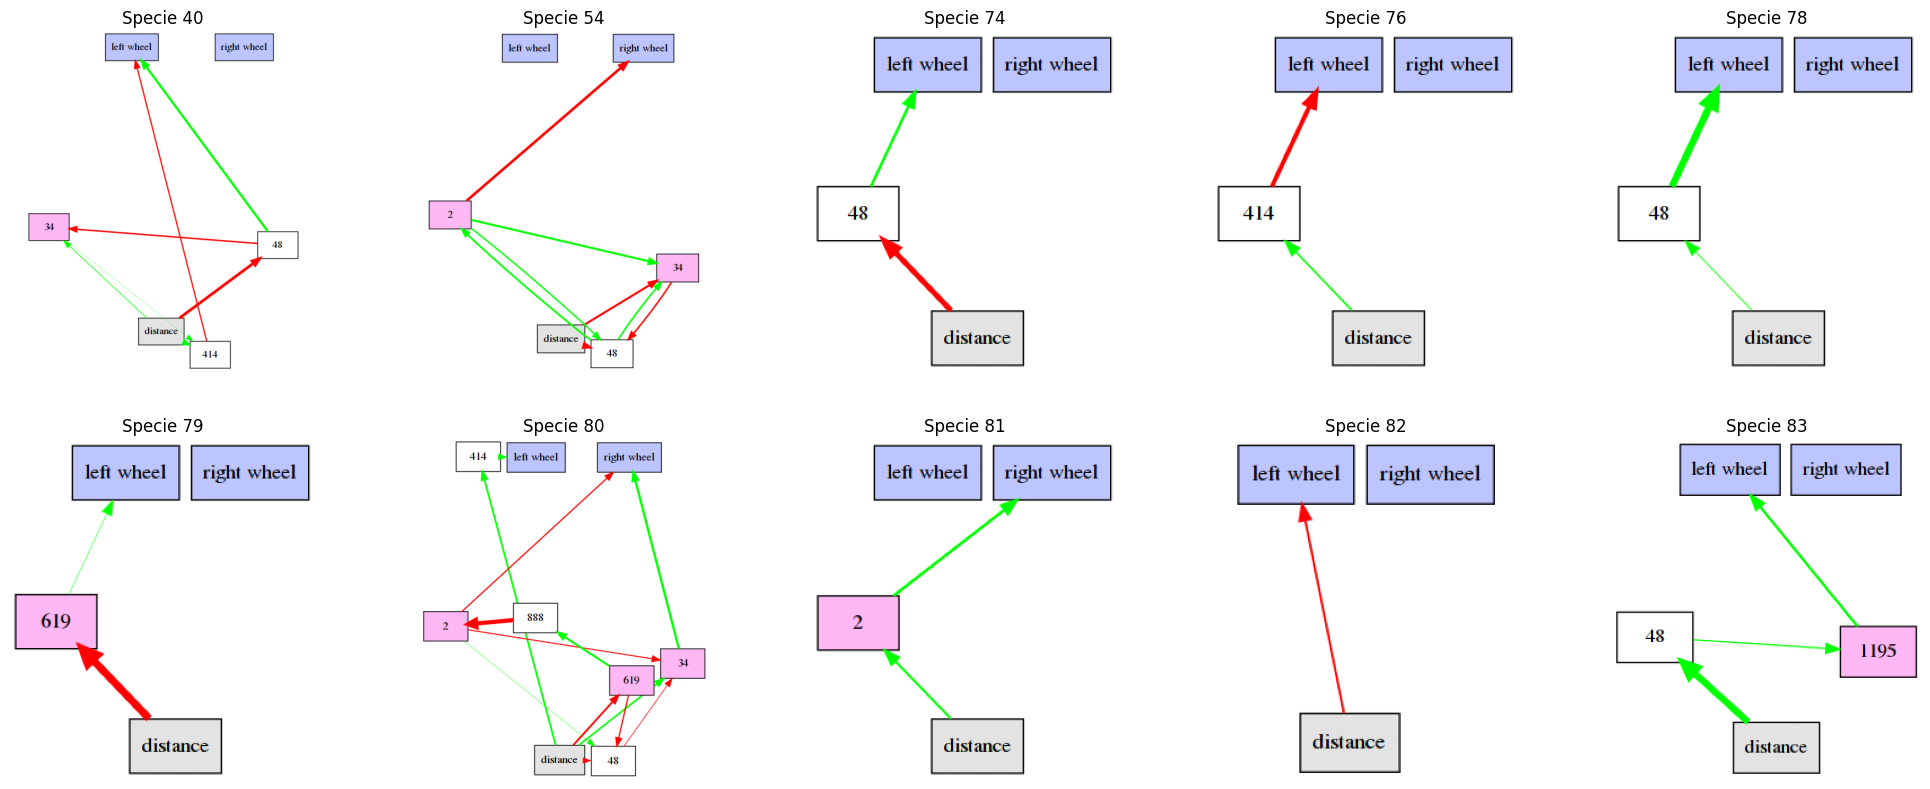 Specie 40
left wheel
right wheel
34
48
distance
414
Specie 54
left wheel
right wheel
2
34
distance
48
Specie 74
left wheel
right wheel
48
distance
Specie 76
left wheel
right wheel
414
distance
Specie 78
left wheel
right wheel
48
distance
Specie 79
left wheel
right wheel
619
distance
Specie 80
414
left wheel
right wheel
888
2
34
619
distance
48
Specie 81
left wheel
right wheel
2
distance
Specie 82
left wheel
right wheel
distance
Specie 83
left wheel
right wheel
48
1195
distance